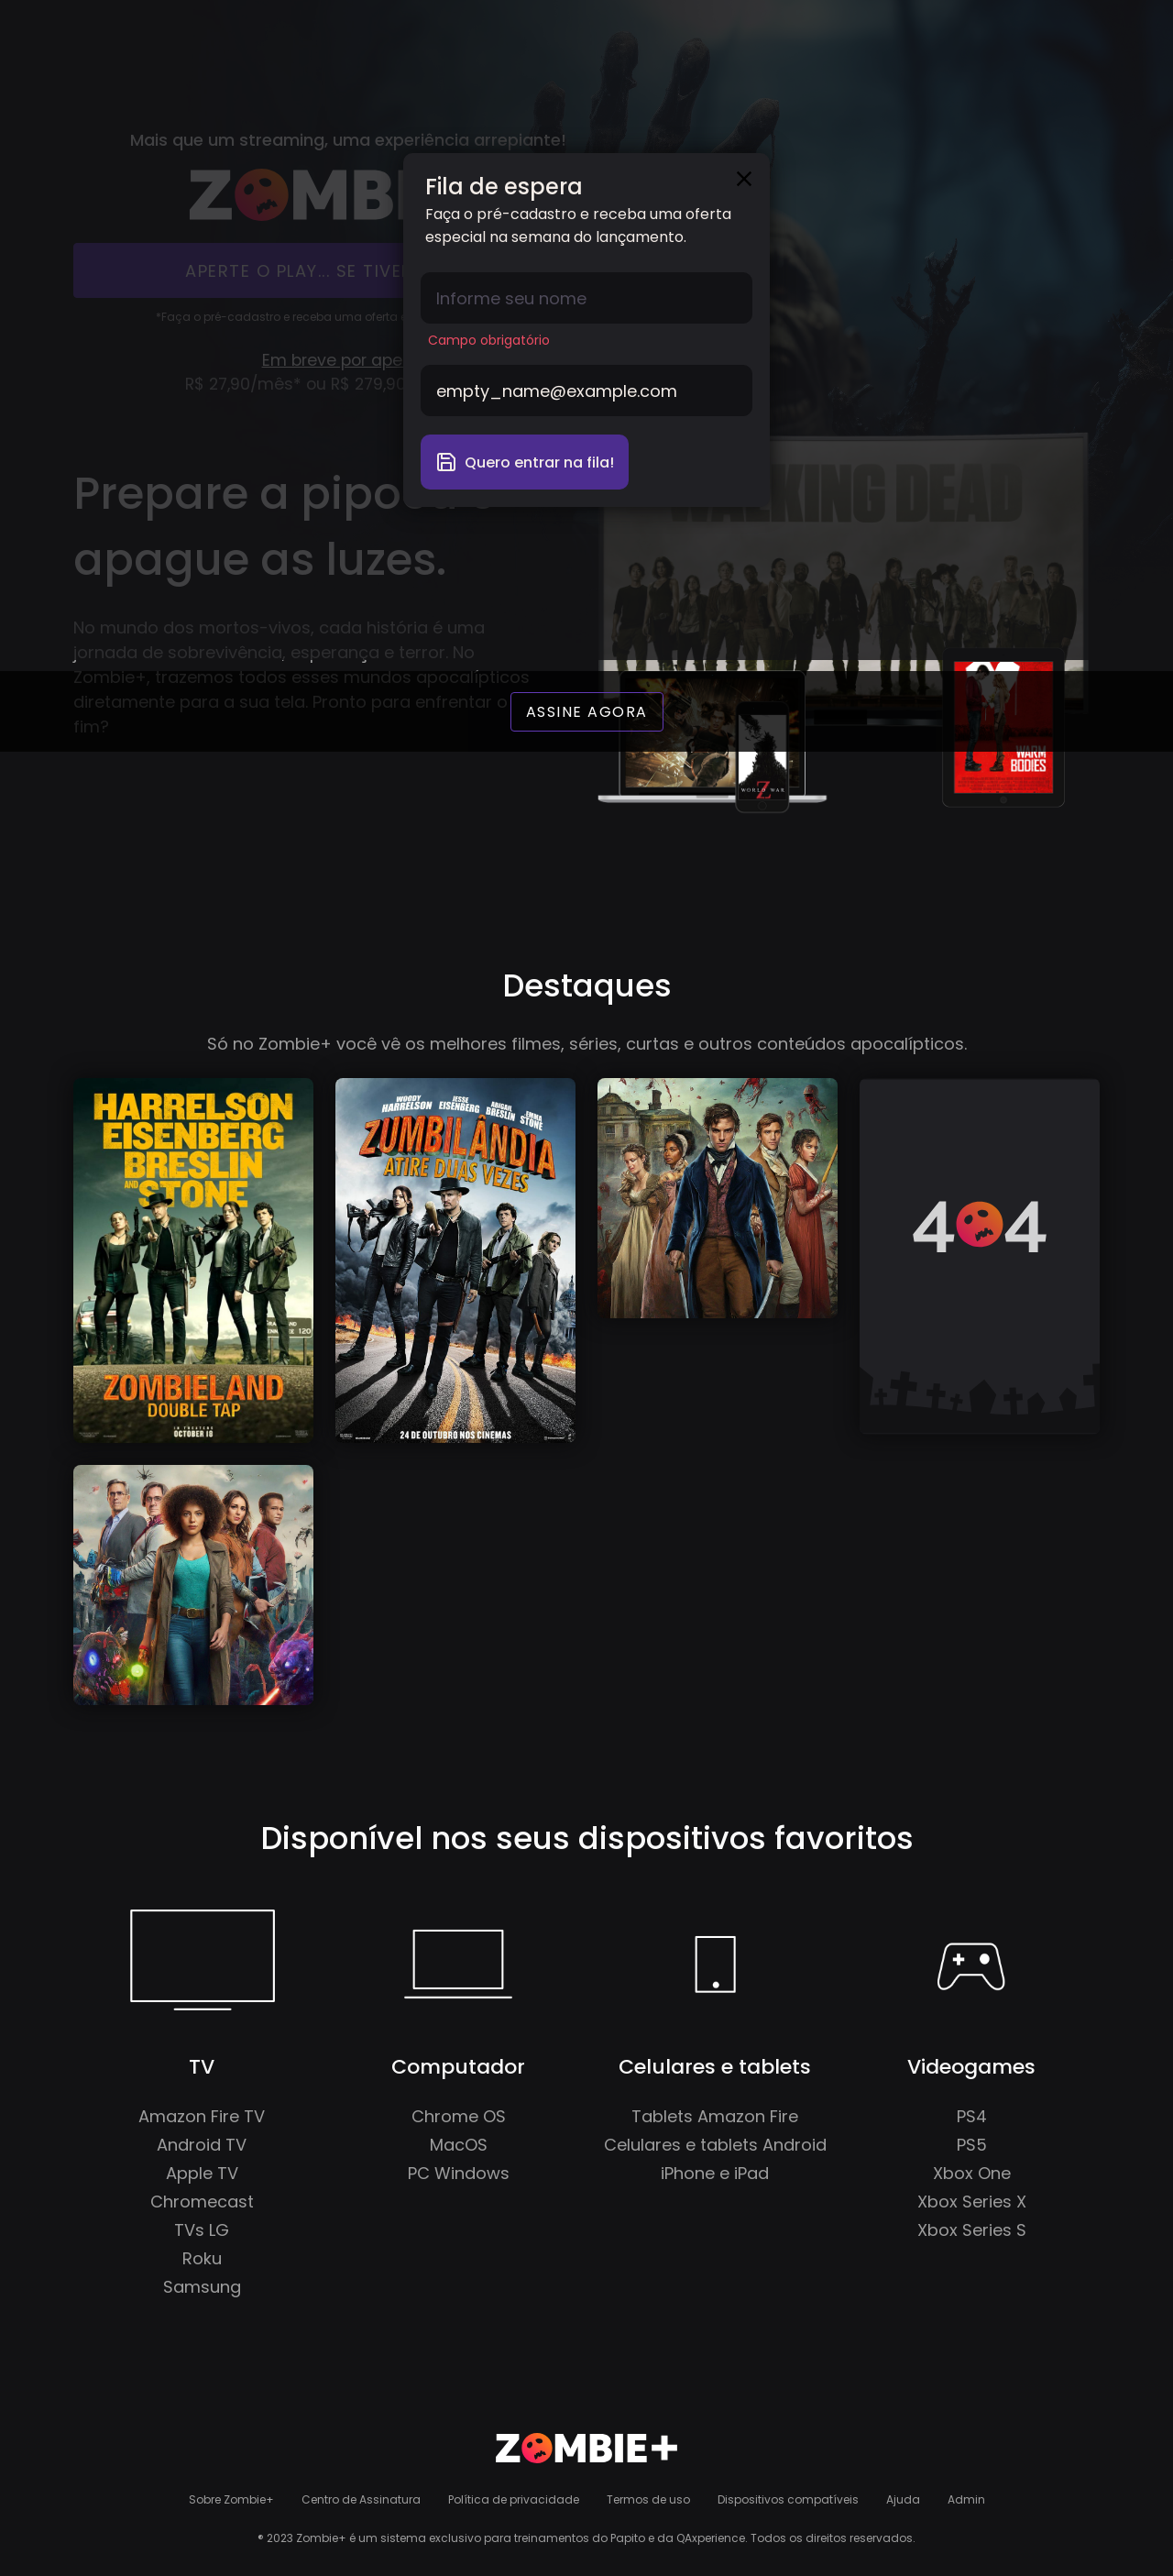 Mais que um streaming, uma experiência arrepiante!
ZOMBI
APERTE O PLAY... SE TIVE
*Faça o pré-cadastro e receba uma oferta
Em breve por ape
R$ 27,90/mês* ou R$ 279,90
Fila de espera
Faça o pré-cadastro e receba uma oferta
especial na semana do lançamento.
Informe seu nome
Campo obrigatório
empty_name@example.com
Quero entrar na fila!
Prepare a pipoca e
apague as luzes.
No mundo dos mortos-vivos, cada história é uma
jornada de sobrevivência, esperança e terror. No
Zombie+, trazemos todos esses mundos apocalípticos
diretamente para a sua tela. Pronto para enfrentar o
fim?
WALKING DEAD
ASSINE AGORA
WORLD WAR
Z
WARM
BODIES
Destaques
Só no Zombie+ você vê os melhores filmes, séries, curtas e outros conteúdos apocalípticos.
HARRELSON
EISENBERG
BRESLIN
AND
STONE
120
ZOMBIELAND
DOUBLE TAP
IN THEATERS
OCTOBER 18
WOODY HARRELSON
JESSE EISENBERG
ABIGAIL BRESLIN
EMMA STONE
ZUMBILÂNDIA
ATIRE DUAS VEZES
24 DE OUTUBRO NOS CINEMAS
404
Disponível nos seus dispositivos favoritos
TV
Amazon Fire TV
Android TV
Apple TV
Chromecast
TVs LG
Roku
Samsung
Computador
Chrome OS
MacOS
PC Windows
Celulares e tablets
Tablets Amazon Fire
Celulares e tablets Android
iPhone e iPad
Videogames
PS4
PS5
Xbox One
Xbox Series X
Xbox Series S
ZOMBIE+
Sobre Zombie+ Centro de Assinatura Política de privacidade Termos de uso Dispositivos compatíveis Ajuda Admin
® 2023 Zombie+ é um sistema exclusivo para treinamentos do Papito e da QAxperience. Todos os direitos reservados.